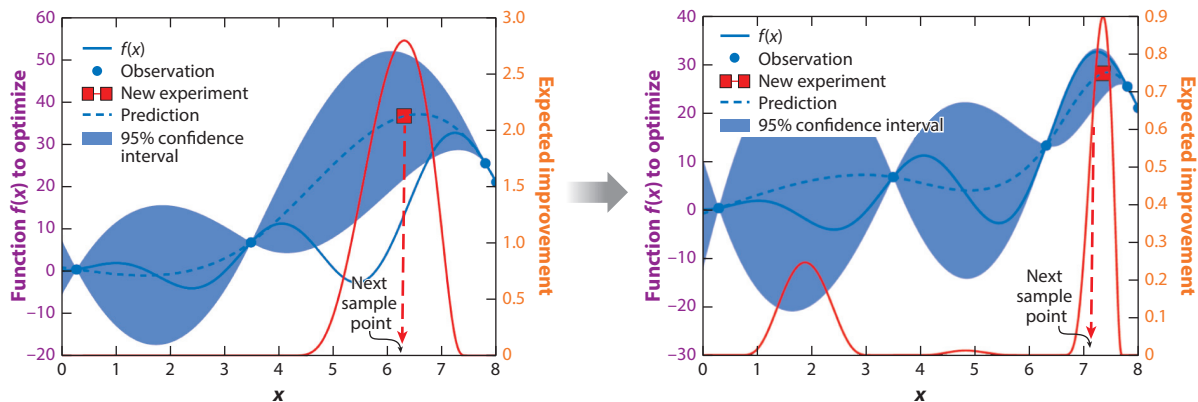 Function f(x) to optimize
60
50
40
30
20
10
0
–10
–20
f(x)
Observation
New experiment
Prediction
95% confidence
interval
Next
sample
point
3.0
2.5
2.0
1.5
1.0
0.5
0
Expected improvement
0 1 2 3 4 5 6 7 8
x
Function f(x) to optimize
40
30
20
10
0
–10
–20
–30
f(x)
Observation
New experiment
Prediction
95% confidence interval
Next
sample
point
0.9
0.8
0.7
0.6
0.5
0.4
0.3
0.2
0.1
0
Expected improvement
0 1 2 3 4 5 6 7 8
x